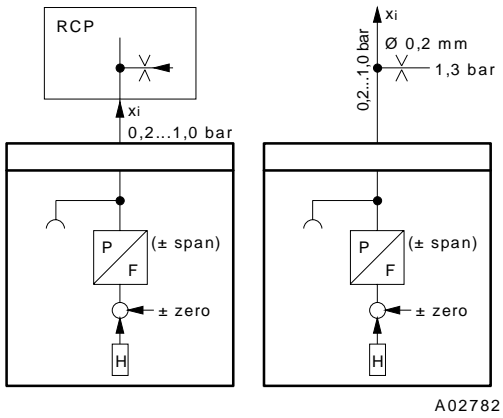 RCP
xi
0,2...1,0 bar
(± span)
P
F
± zero
H
xi
0,2...1,0 bar
Ø 0,2 mm
1,3 bar
(± span)
P
F
± zero
H
A02782